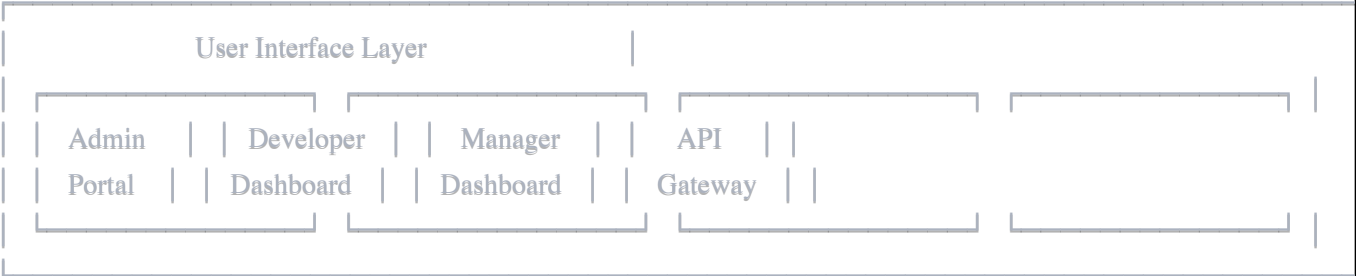 User Interface Layer
Admin Developer Manager API
Portal Dashboard Dashboard Gateway